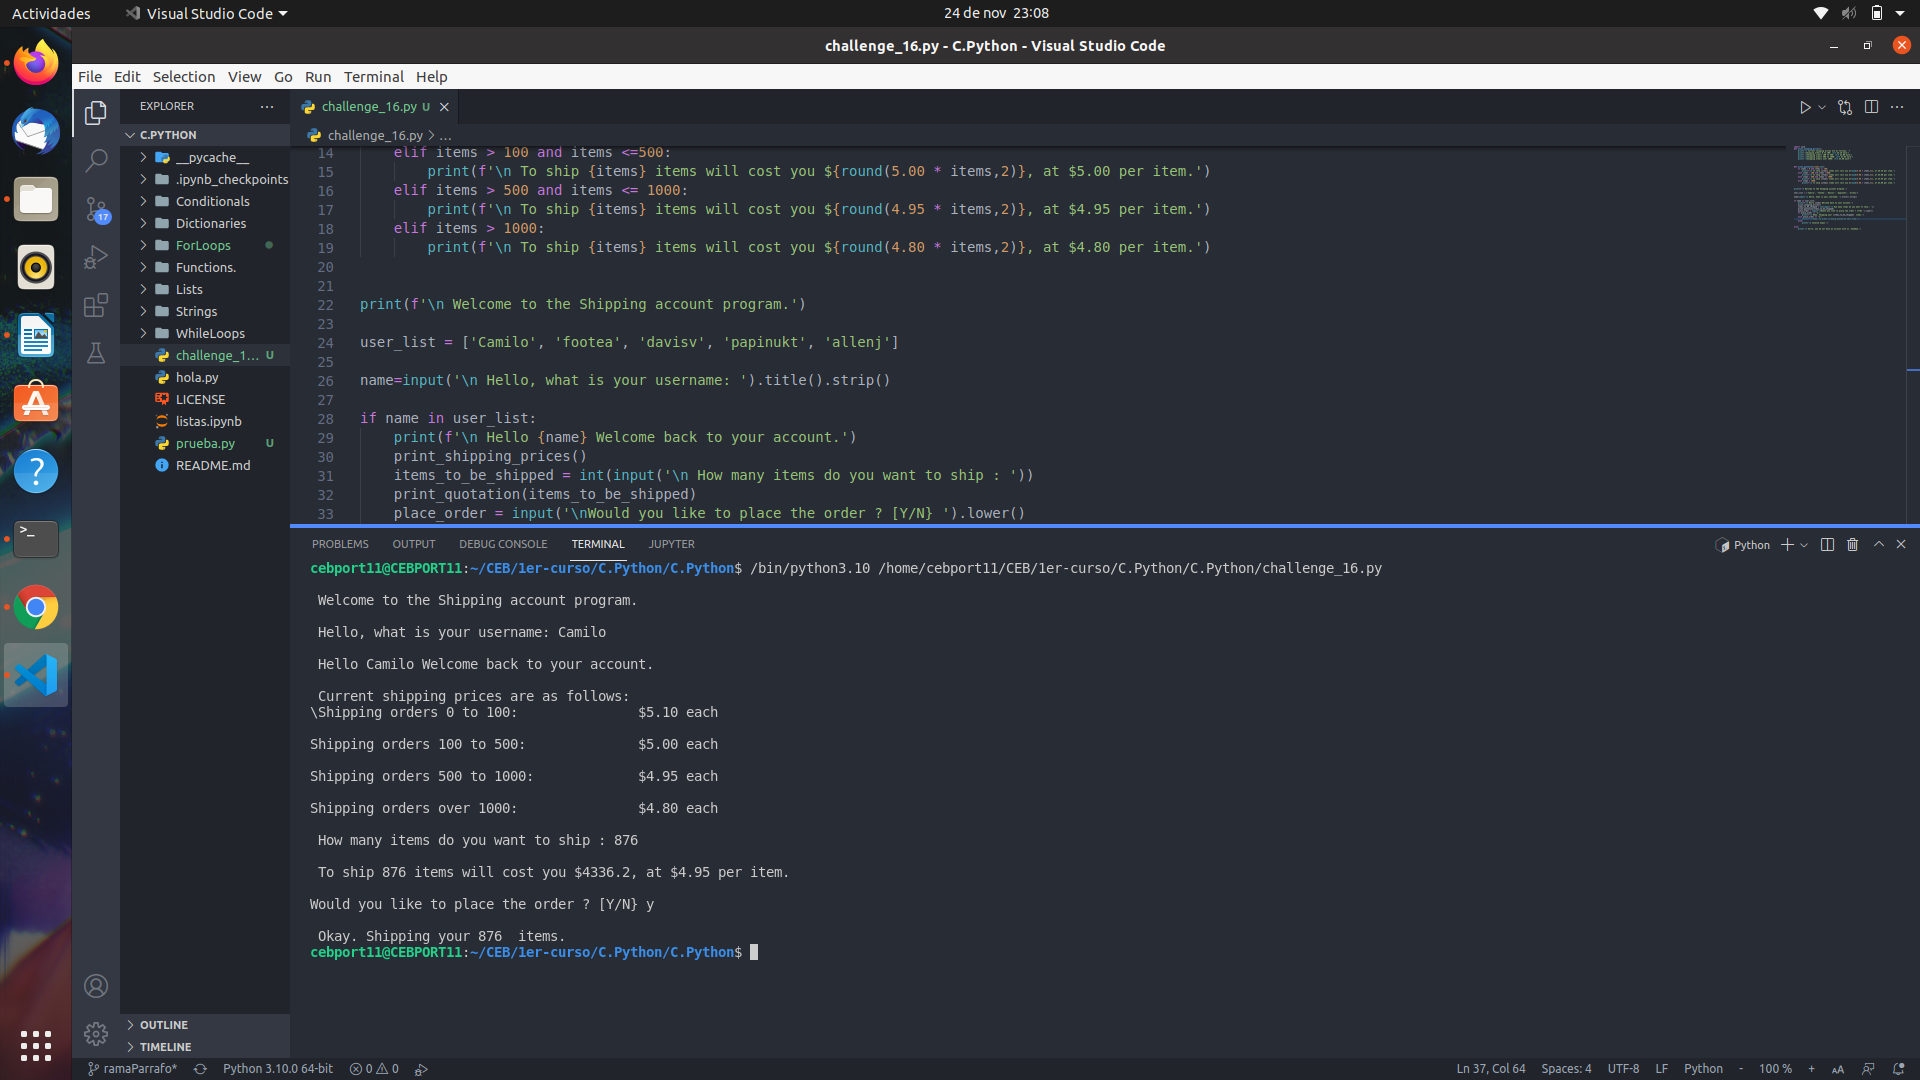 Actividades
Visual Studio Code
24 de nov  23:08
challenge_16.py - C.Python - Visual Studio Code
File Edit Selection View Go Run Terminal Help
EXPLORER
C.PYTHON
__pycache__
.ipynb_checkpoints
Conditionals
Dictionaries
ForLoops
Functions.
Lists
Strings
WhileLoops
challenge_1... U
hola.py
LICENSE
listas.ipynb
prueba.py U
README.md
OUTLINE
TIMELINE
17
challenge_16.py U
challenge_16.py > ...
14 elif items > 100 and items <=500:
15 print(f'\n To ship {items} items will cost you ${round(5.00 * items,2)}, at $5.00 per item.')
16 elif items > 500 and items <= 1000:
17 print(f'\n To ship {items} items will cost you ${round(4.95 * items,2)}, at $4.95 per item.')
18 elif items > 1000:
19 print(f'\n To ship {items} items will cost you ${round(4.80 * items,2)}, at $4.80 per item.')
20
21
22 print(f'\n Welcome to the Shipping account program.')
23
24 user_list = ['Camilo', 'footea', 'davisv', 'papinukt', 'allenj']
25
26 name=input('\n Hello, what is your username: ').title().strip()
27
28 if name in user_list:
29 print(f'\n Hello {name} Welcome back to your account.')
30 print_shipping_prices()
31 items_to_be_shipped = int(input('\n How many items do you want to ship : '))
32 print_quotation(items_to_be_shipped)
33 place_order = input('\nWould you like to place the order ? [Y/N} ').lower()
PROBLEMS OUTPUT DEBUG CONSOLE TERMINAL JUPYTER
Python
cebport11@CEBPORT11:~/CEB/1er-curso/C.Python/C.Python$ /bin/python3.10 /home/cebport11/CEB/1er-curso/C.Python/C.Python/challenge_16.py
Welcome to the Shipping account program.
Hello, what is your username: Camilo
Hello Camilo Welcome back to your account.
Current shipping prices are as follows:
\Shipping orders 0 to 100: $5.10 each
Shipping orders 100 to 500: $5.00 each
Shipping orders 500 to 1000: $4.95 each
Shipping orders over 1000: $4.80 each
How many items do you want to ship : 876
To ship 876 items will cost you $4336.2, at $4.95 per item.
Would you like to place the order ? [Y/N} y
Okay. Shipping your 876  items.
cebport11@CEBPORT11:~/CEB/1er-curso/C.Python/C.Python$
ramaParrafo* Python 3.10.0 64-bit 0 0 Ln 37, Col 64 Spaces: 4 UTF-8 LF Python - 100 % + AA